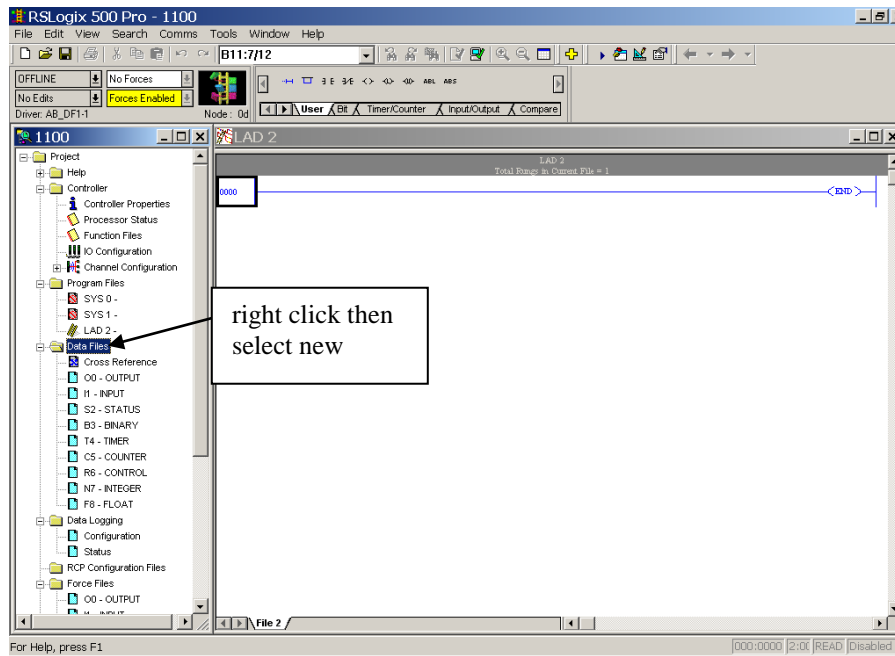 RSLogix 500 Pro - 1100
File Edit View Search Comms Tools Window Help
B11:7/12
OFFLINE No Forces
No Edits Forces Enabled
Driver: AB_DF1-1 Node : 0d
ABL ABS
User Bit Timer/Counter Input/Output Compare
1100
Project
Help
Controller
Controller Properties
Processor Status
Function Files
IO Configuration
Channel Configuration
Program Files
SYS 0 -
SYS 1 -
LAD 2 -
Data Files
Cross Reference
O0 - OUTPUT
I1 - INPUT
S2 - STATUS
B3 - BINARY
T4 - TIMER
C5 - COUNTER
R6 - CONTROL
N7 - INTEGER
F8 - FLOAT
Data Logging
Configuration
Status
RCP Configuration Files
Force Files
O0 - OUTPUT
I1 - INPUT
LAD 2
LAD 2
Total Rungs in Current File = 1
0000
END
right click then
select new
File 2
For Help, press F1
000:0000 2:0( READ Disabled